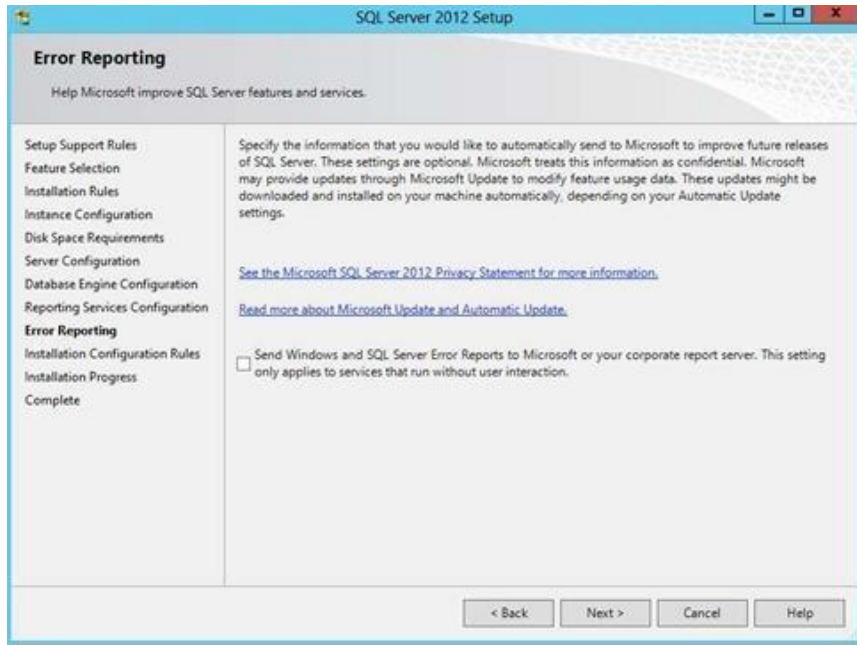 SQL Server 2012 Setup
Error Reporting
Help Microsoft improve SQL Server features and services.
Setup Support Rules
Feature Selection
Installation Rules
Instance Configuration
Disk Space Requirements
Server Configuration
Database Engine Configuration
Reporting Services Configuration
Error Reporting
Installation Configuration Rules
Installation Progress
Complete
Specify the information that you would like to automatically send to Microsoft to improve future releases
of SQL Server. These settings are optional. Microsoft treats this information as confidential. Microsoft
may provide updates through Microsoft Update to modify feature usage data. These updates might be
downloaded and installed on your machine automatically, depending on your Automatic Update
settings.
See the Microsoft SQL Server 2012 Privacy Statement for more information.
Read more about Microsoft Update and Automatic Update.
Send Windows and SQL Server Error Reports to Microsoft or your corporate report server. This setting
only applies to services that run without user interaction.
< Back
Next >
Cancel
Help